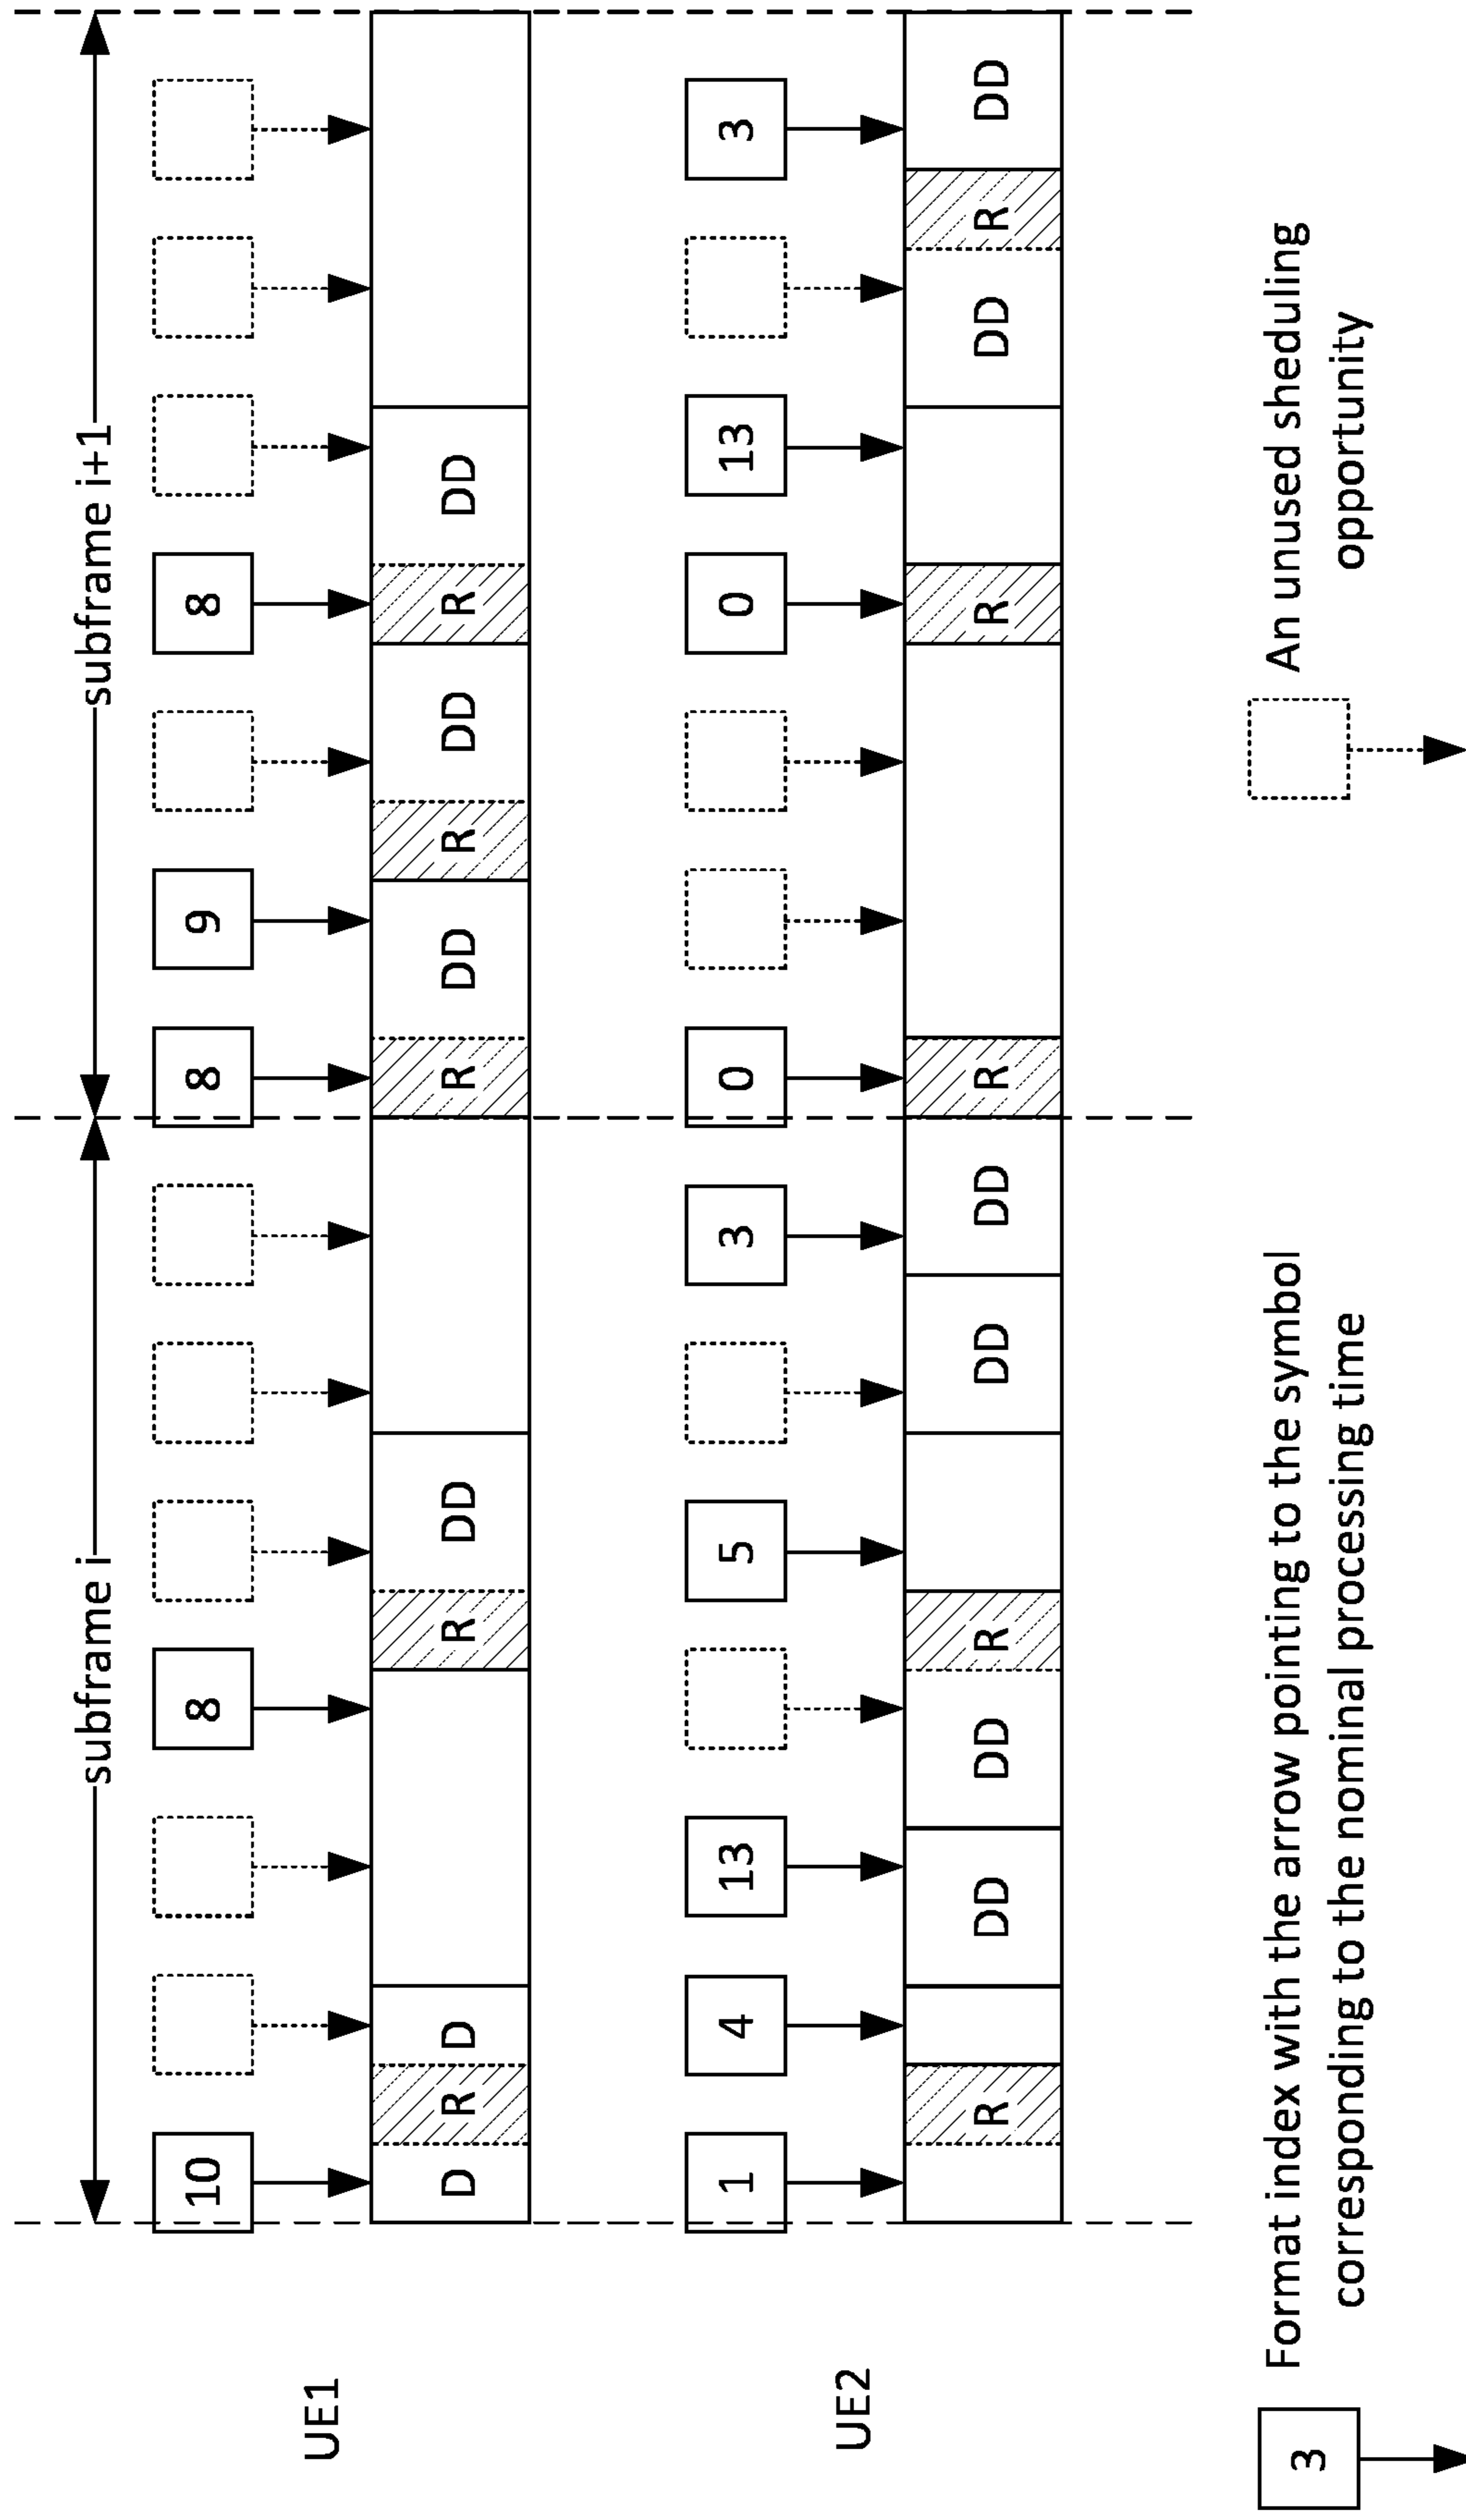 subframe i subframe i+1
10 8 8 9 8
UE1
D R D R DD R DD R DD R DD
1 4 13 5 3 0 0 13 3
UE2
R DD DD R DD DD R R DD R DD
3
Format index with the arrow pointing to the symbol
corresponding to the nominal processing time
An unused sheduling
opportunity